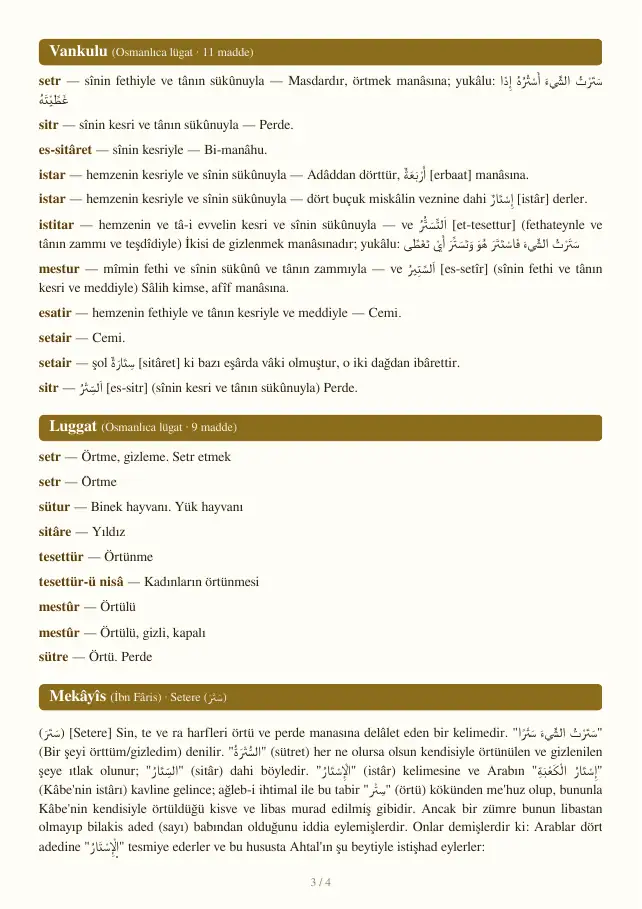 Vankulu (Osmanlıca lügat · 11 madde)
setr — sînin fethiyle ve tânın sükûnuyla — Masdardır, örtmek manâsına; yukâlu: سَتَرْتُ الشَّيءَ أَسْتُرُهُ إِذَا
غَطَّيْتَهُ
sitr — sînin kesri ve tânın sükûnuyla — Perde.
es-sitâret — sînin kesriyle — Bi-manâhu.
istar — hemzenin kesriyle ve sînin sükûnuyla — Adâddan dörttür, أَرْبَعَةٌ [erbaat] manâsına.
istar — hemzenin kesriyle ve sînin sükûnuyla — dört buçuk miskâlin veznine dahi إِسْتَارٌ [istâr] derler.
istitar — hemzenin ve tâ-i evvelin kesri ve sînin sükûnuyla — ve اَلتَّسَتُّرُ [et-tesettur] (fethateynle ve
tânın zammı ve teşdîdiyle) İkisi de gizlenmek manâsınadır; yukâlu: سَتَرْتُ الشَّيءَ فَاسْتَتَرَ هُوَ وَتَسَتَّرَ أَيْ تَغَطَّى
mestur — mîmin fethi ve sînin sükûnû ve tânın zammıyla — ve اَلسَّتِيرُ [es-setîr] (sînin fethi ve tânın
kesri ve meddiyle) Sâlih kimse, afîf manâsına.
esatir — hemzenin fethiyle ve tânın kesriyle ve meddiyle — Cemi.
setair — Cemi.
setair — şol سِتَارَةٌ [sitâret] ki bazı eşârda vâki olmuştur, o iki dağdan ibârettir.
sitr — اَلسِّتْرُ [es-sitr] (sînin kesri ve tânın sükûnuyla) Perde.
Luggat (Osmanlıca lügat · 9 madde)
setr — Örtme, gizleme. Setr etmek
setr — Örtme
sütur — Binek hayvanı. Yük hayvanı
sitâre — Yıldız
tesettür — Örtünme
tesettür-ü nisâ — Kadınların örtünmesi
mestûr — Örtülü
mestûr — Örtülü, gizli, kapalı
sütre — Örtü. Perde
Mekâyîs (İbn Fâris) · Setere (سَتَرَ)
(سَتَرَ) [Setere] Sin, te ve ra harfleri örtü ve perde manasına delâlet eden bir kelimedir. "سَتَرْتُ الشَّيءَ سَتْرًا"
(Bir şeyi örttüm/gizledim) denilir. "السُّتْرَةُ" (sütret) her ne olursa olsun kendisiyle örtünülen ve gizlenilen
şeye ıtlak olunur; "السِّتَارُ" (sitâr) dahi böyledir. "الْإِسْتَارُ" (istâr) kelimesine ve Arabın "إِسْتَارُ الْكَعْبَةِ"
(Kâbe'nin istârı) kavline gelince; ağleb-i ihtimal ile bu tabir "سِتْرٌ" (örtü) kökünden me'huz olup, bununla
Kâbe'nin kendisiyle örtüldüğü kisve ve libas murad edilmiş gibidir. Ancak bir zümre bunun libastan
olmayıp bilakis aded (sayı) babından olduğunu iddia eylemişlerdir. Onlar demişlerdir ki: Arablar dört
adedine "الْإِسْتَارُ" tesmiye ederler ve bu hususta Ahtal'ın şu beytiyle istişhad eylerler:
3 / 4